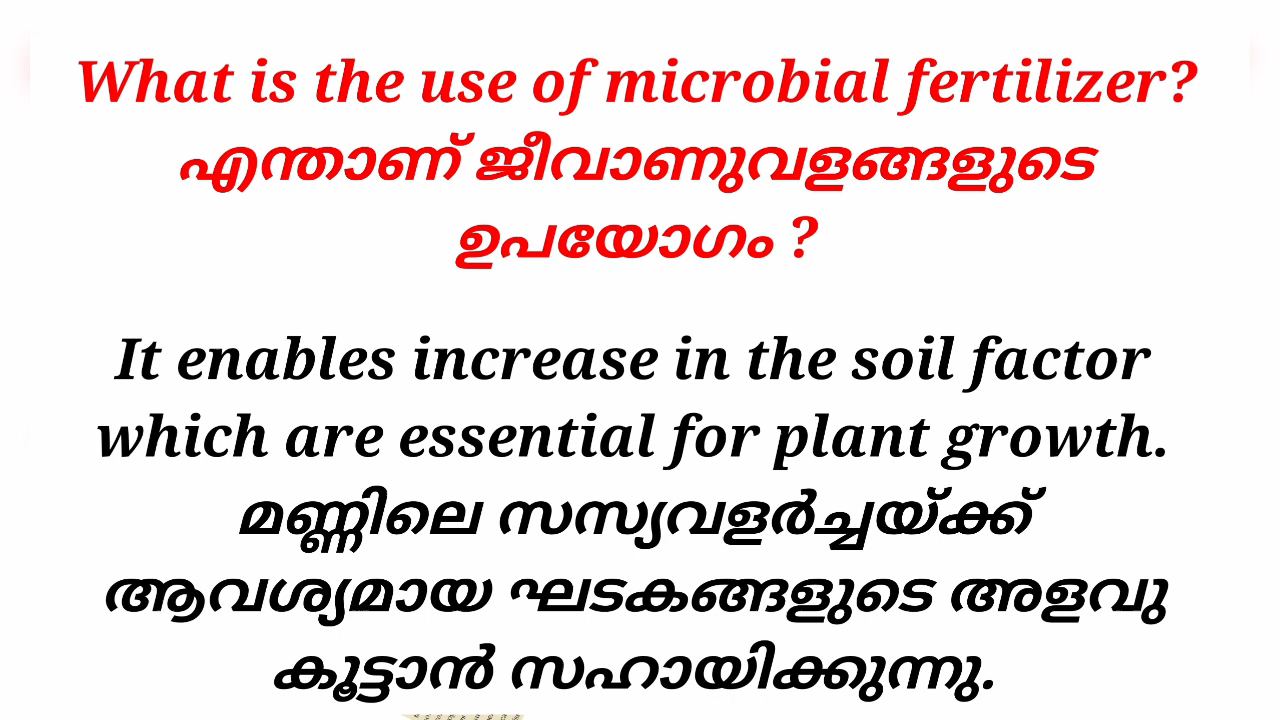 What is the use of microbial fertilizer?
എന്താണ് ജീവാണുവളങ്ങളുടെ
ഉപയോഗം ?
It enables increase in the soil factor
which are essential for plant growth.
മണ്ണിലെ സസ്യവളർച്ചയ്ക്ക്
ആവശ്യമായ ഘടകങ്ങളുടെ അളവു
കൂട്ടാൻ സഹായിക്കുന്നു.